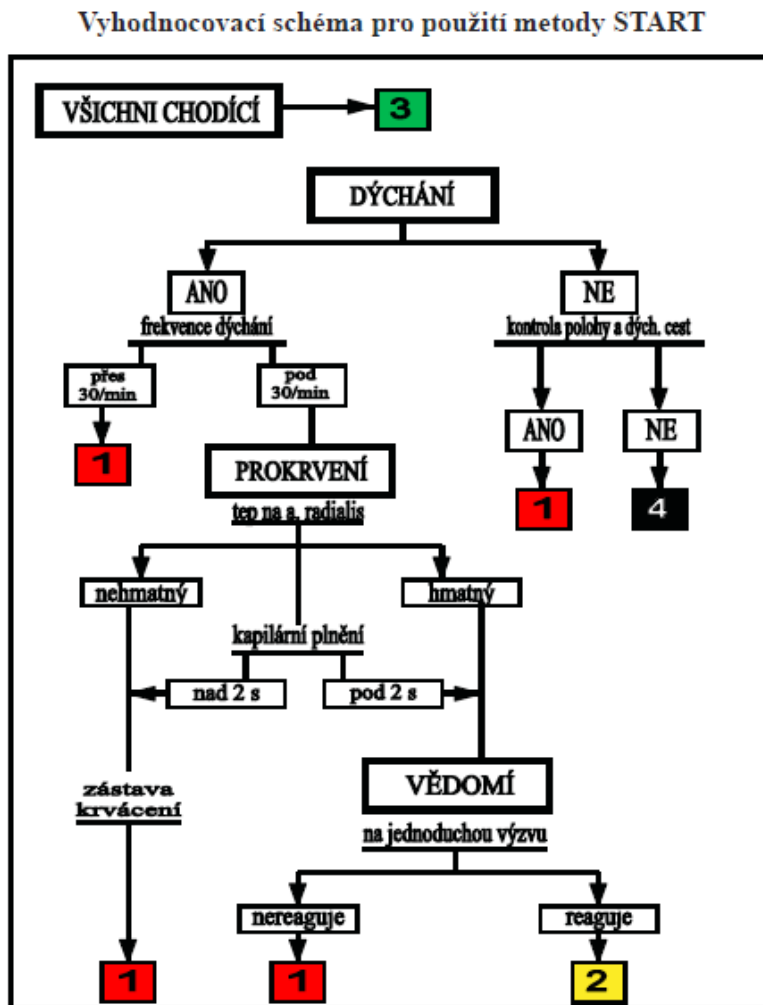 Vyhodnocovací schéma pro použití metody START
VŠICHNI CHODÍCÍ
3
DÝCHÁNÍ
ANO
NE
frekvence dýchání
kontrola polohy a dých. cest
přes
30/min
pod
30/min
ANO
NE
1
PROKRVENÍ
1
4
tep na a. radialis
nehmatný
hmatný
kapilární plnění
nad 2 s
pod 2 s
zástava
krvácení
VĚDOMÍ
na jednoduchou výzvu
nereaguje
reaguje
1
1
2